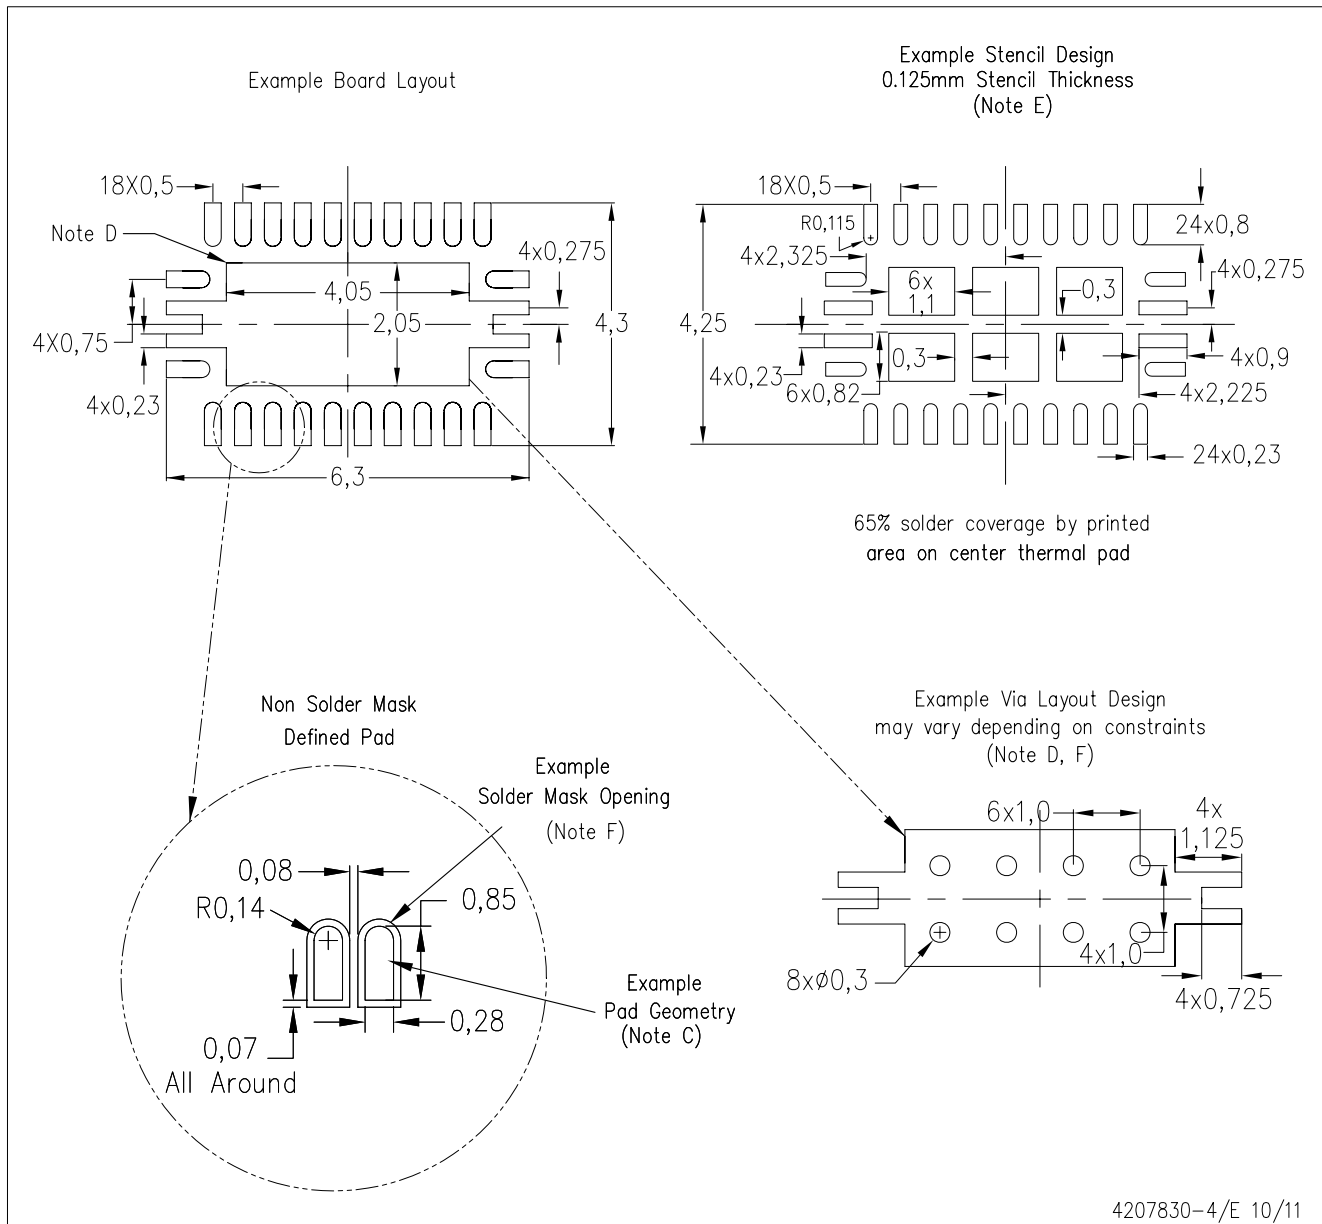 Example Board Layout
18X0,5
Note D
4x0,275
4,05
2,05
4,3
4X0,75
4x0,23
6,3
Example Stencil Design
0.125mm Stencil Thickness
(Note E)
18X0,5
R0,115
24x0,8
4x2,325
4x0,275
6x
1,1
0,3
4,25
0,3
4x0,9
4x0,23
6x0,82
4x2,225
24x0,23
65% solder coverage by printed
area on center thermal pad
Non Solder Mask
Defined Pad
Example
Solder Mask Opening
(Note F)
0,08
R0,14
0,85
Example
Pad Geometry
(Note C)
0,28
0,07
All Around
Example Via Layout Design
may vary depending on constraints
(Note D, F)
6x1,0
4x
1,125
4x1,0
8xø0,3
4x0,725
4207830-4/E 10/11